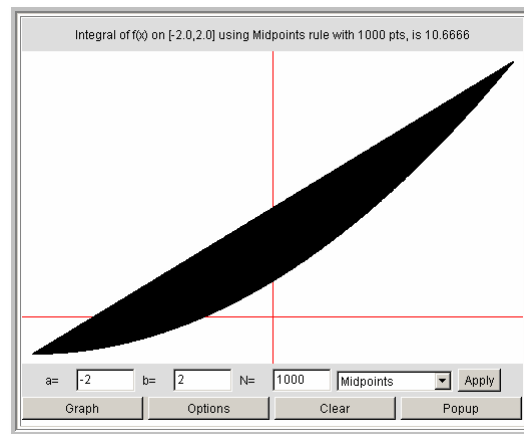 Integral of f(x) on [-2.0,2.0] using Midpoints rule with 1000 pts, is 10.6666
a= -2 b= 2 N= 1000 Midpoints Apply
Graph Options Clear Popup